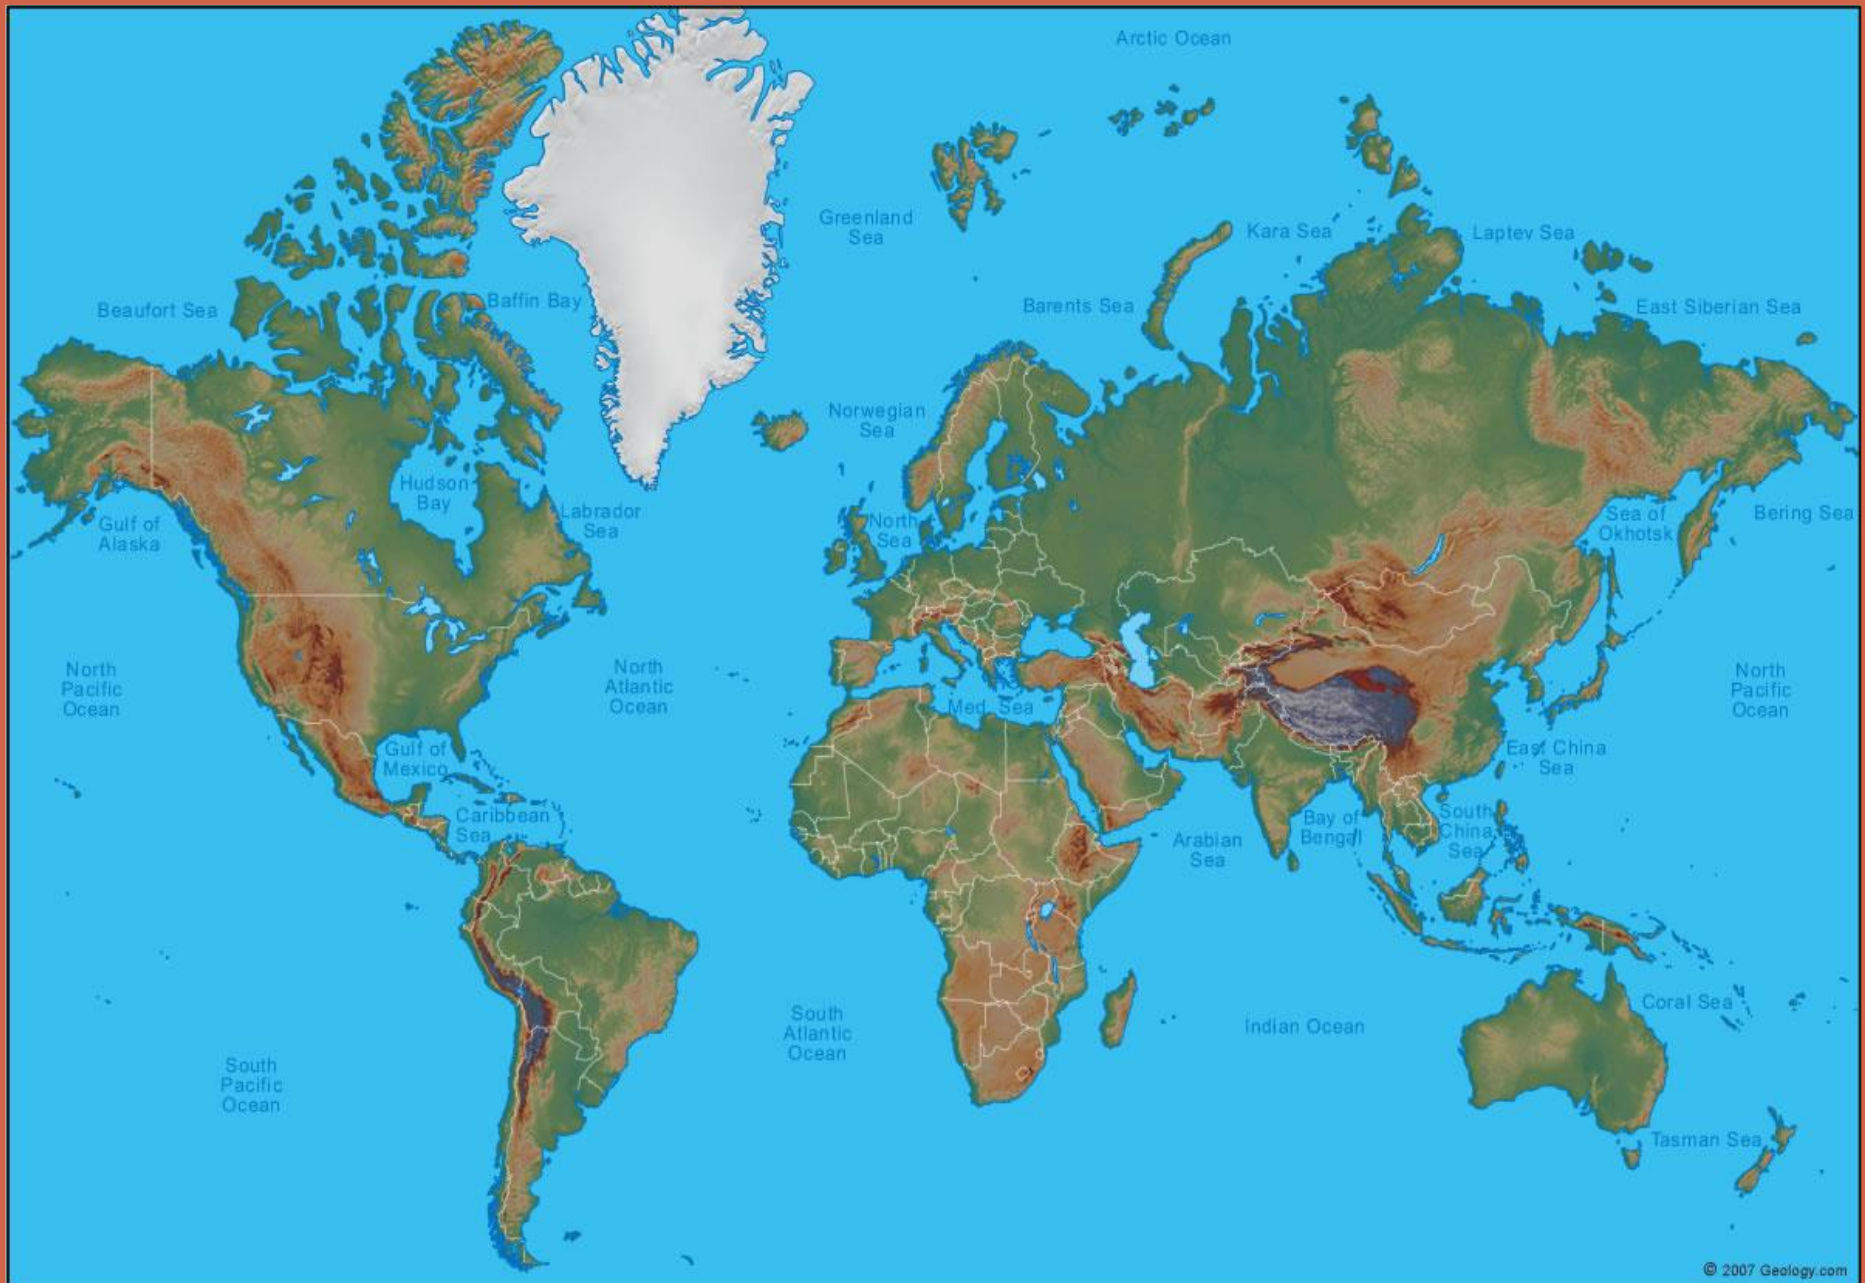 Arctic Ocean
Greenland
Sea
Kara Sea
Laptev Sea
Beaufort Sea
Baffin Bay
Barents Sea
East Siberian Sea
Norwegian
Sea
Hudson
Bay
Labrador
Sea
North
Sea
Gulf of
Alaska
Sea of
Okhotsk
Bering Sea
North
Pacific
Ocean
North
Atlantic
Ocean
Med. Sea
North
Pacific
Ocean
Gulf of
Mexico
East China
Sea
Caribbean
Sea
Arabian
Sea
Bay of
Bengal
South
China
Sea
South
Atlantic
Ocean
Indian Ocean
Coral Sea
South
Pacific
Ocean
Tasman Sea
© 2007 Geology.com